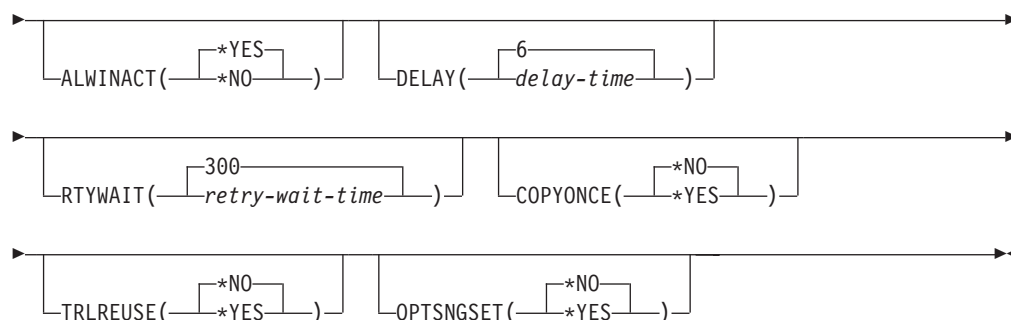 *YES 6
ALWINACT( *NO ) DELAY( delay-time )
300 *NO
RTYWAIT( retry-wait-time ) COPYONCE( *YES )
*NO *NO
TRLREUSE( *YES ) OPTSNGSET( *YES )